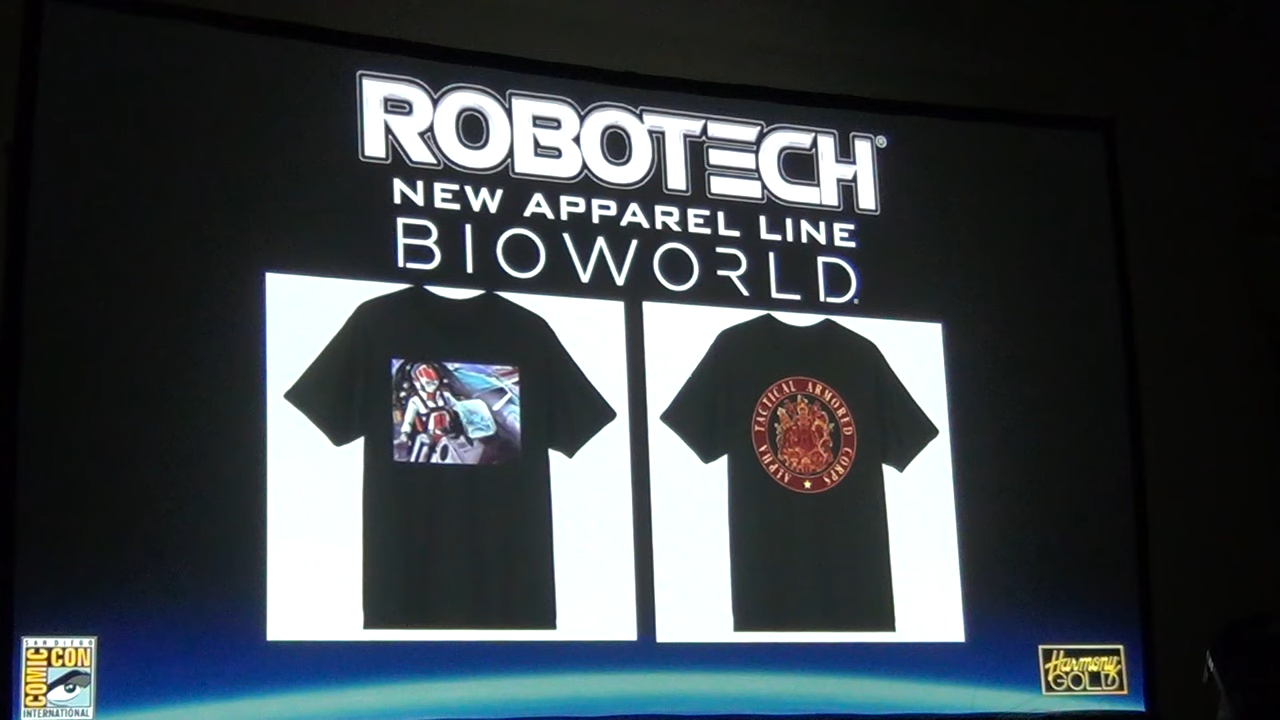 ROBOTECH®
NEW APPAREL LINE
BIOWORLD
ALPHA TACTICAL ARMORED CORPS
SAN DIEGO
COMIC CON
INTERNATIONAL
Harmony
GOLD